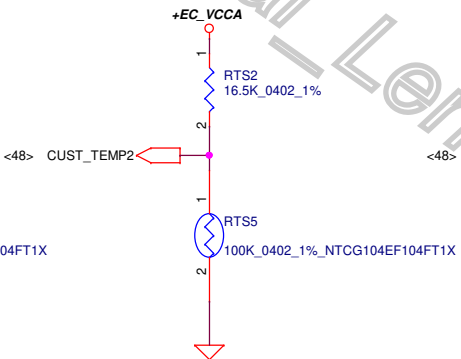 +EC_VCCA
1
RTS2
16.5K_0402_1%
2
<48> CUST_TEMP2
<48>
1
RTS5
04FT1X
100K_0402_1%_NTCG104EF104FT1X
2